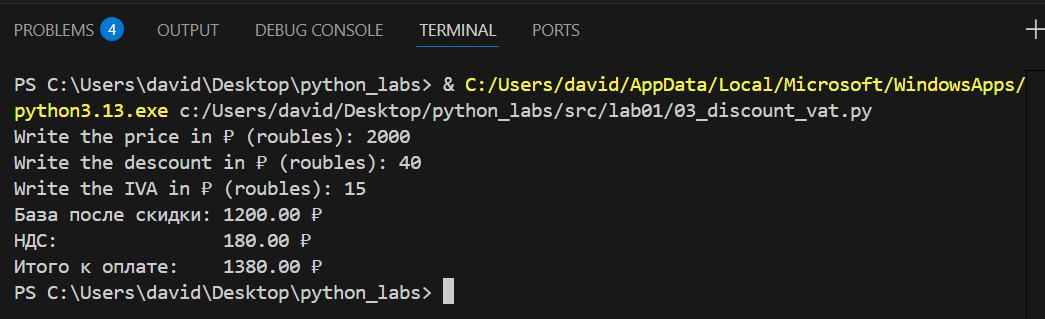 PROBLEMS 4 OUTPUT DEBUG CONSOLE TERMINAL PORTS
PS C:\Users\david\Desktop\python_labs> & C:/Users/david/AppData/Local/Microsoft/WindowsApps/
python3.13.exe c:/Users/david/Desktop/python_labs/src/lab01/03_discount_vat.py
Write the price in ₽ (roubles): 2000
Write the descount in ₽ (roubles): 40
Write the IVA in ₽ (roubles): 15
База после скидки: 1200.00 ₽
НДС:               180.00 ₽
Итого к оплате:    1380.00 ₽
PS C:\Users\david\Desktop\python_labs>